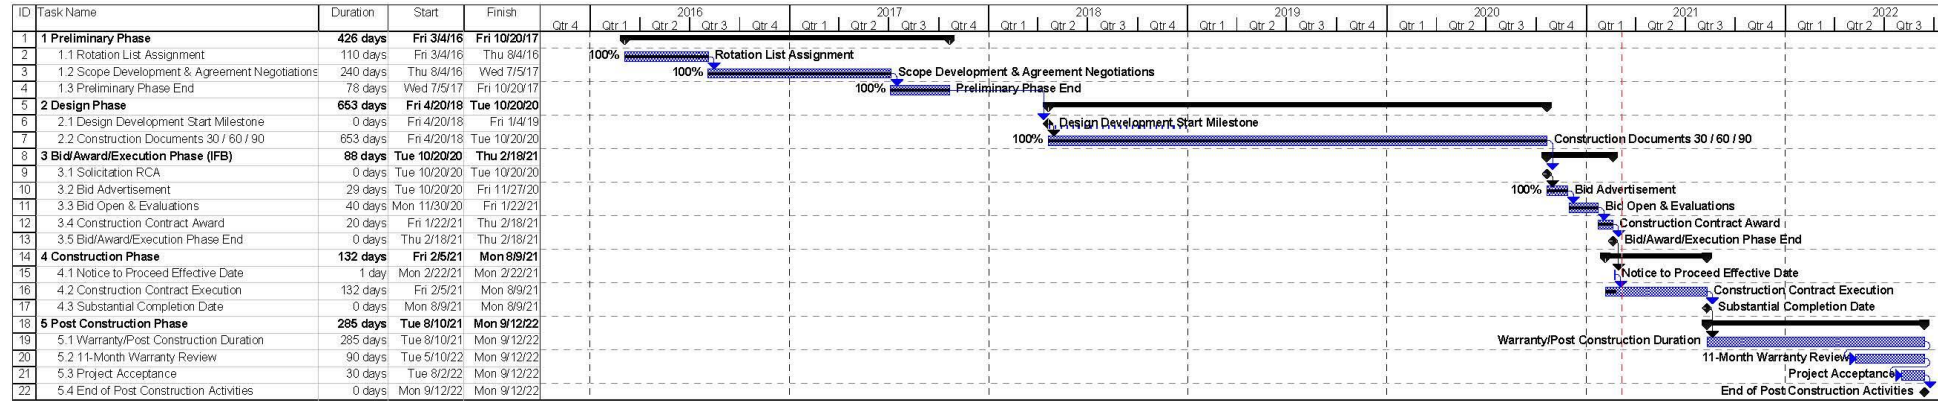 ID Task Name Duration Start Finish 2016 2017 2018 2019 2020 2021 2022
Qtr 4 Qtr 1 Qtr 2 Qtr 3 Qtr 4 Qtr 1 Qtr 2 Qtr 3 Qtr 4 Qtr 1 Qtr 2 Qtr 3 Qtr 4 Qtr 1 Qtr 2 Qtr 3 Qtr 4 Qtr 1 Qtr 2 Qtr 3 Qtr 4 Qtr 1 Qtr 2 Qtr 3 Qtr 4 Qtr 1 Qtr 2 Qtr 3
1 1 Preliminary Phase 426 days Fri 3/4/16 Fri 10/20/17
2 1.1 Rotation List Assignment 110 days Fri 3/4/16 Thu 8/4/16 100% Rotation List Assignment
3 1.2 Scope Development & Agreement Negotiations 240 days Thu 8/4/16 Wed 7/5/17 100% Scope Development & Agreement Negotiations
4 1.3 Preliminary Phase End 78 days Wed 7/5/17 Fri 10/20/17 100% Preliminary Phase End
5 2 Design Phase 653 days Fri 4/20/18 Tue 10/20/20
6 2.1 Design Development Start Milestone 0 days Fri 4/20/18 Fri 1/4/19 Design Development Start Milestone
7 2.2 Construction Documents 30 / 60 / 90 653 days Fri 4/20/18 Tue 10/20/20 100% Construction Documents 30 / 60 / 90
8 3 Bid/Award/Execution Phase (IFB) 88 days Tue 10/20/20 Thu 2/18/21
9 3.1 Solicitation RCA 0 days Tue 10/20/20 Tue 10/20/20
10 3.2 Bid Advertisement 29 days Tue 10/20/20 Fri 11/27/20 100% Bid Advertisement
11 3.3 Bid Open & Evaluations 40 days Mon 11/30/20 Fri 1/22/21 Bid Open & Evaluations
12 3.4 Construction Contract Award 20 days Fri 1/22/21 Thu 2/18/21 Construction Contract Award
13 3.5 Bid/Award/Execution Phase End 0 days Thu 2/18/21 Thu 2/18/21 Bid/Award/Execution Phase End
14 4 Construction Phase 132 days Fri 2/5/21 Mon 8/9/21
15 4.1 Notice to Proceed Effective Date 1 day Mon 2/22/21 Mon 2/22/21 Notice to Proceed Effective Date
16 4.2 Construction Contract Execution 132 days Fri 2/5/21 Mon 8/9/21 Construction Contract Execution
17 4.3 Substantial Completion Date 0 days Mon 8/9/21 Mon 8/9/21 Substantial Completion Date
18 5 Post Construction Phase 285 days Tue 8/10/21 Mon 9/12/22
19 5.1 Warranty/Post Construction Duration 285 days Tue 8/10/21 Mon 9/12/22 Warranty/Post Construction Duration
20 5.2 11-Month Warranty Review 90 days Tue 5/10/22 Mon 9/12/22 11-Month Warranty Review
21 5.3 Project Acceptance 30 days Tue 8/2/22 Mon 9/12/22 Project Acceptance
22 5.4 End of Post Construction Activities 0 days Mon 9/12/22 Mon 9/12/22 End of Post Construction Activities